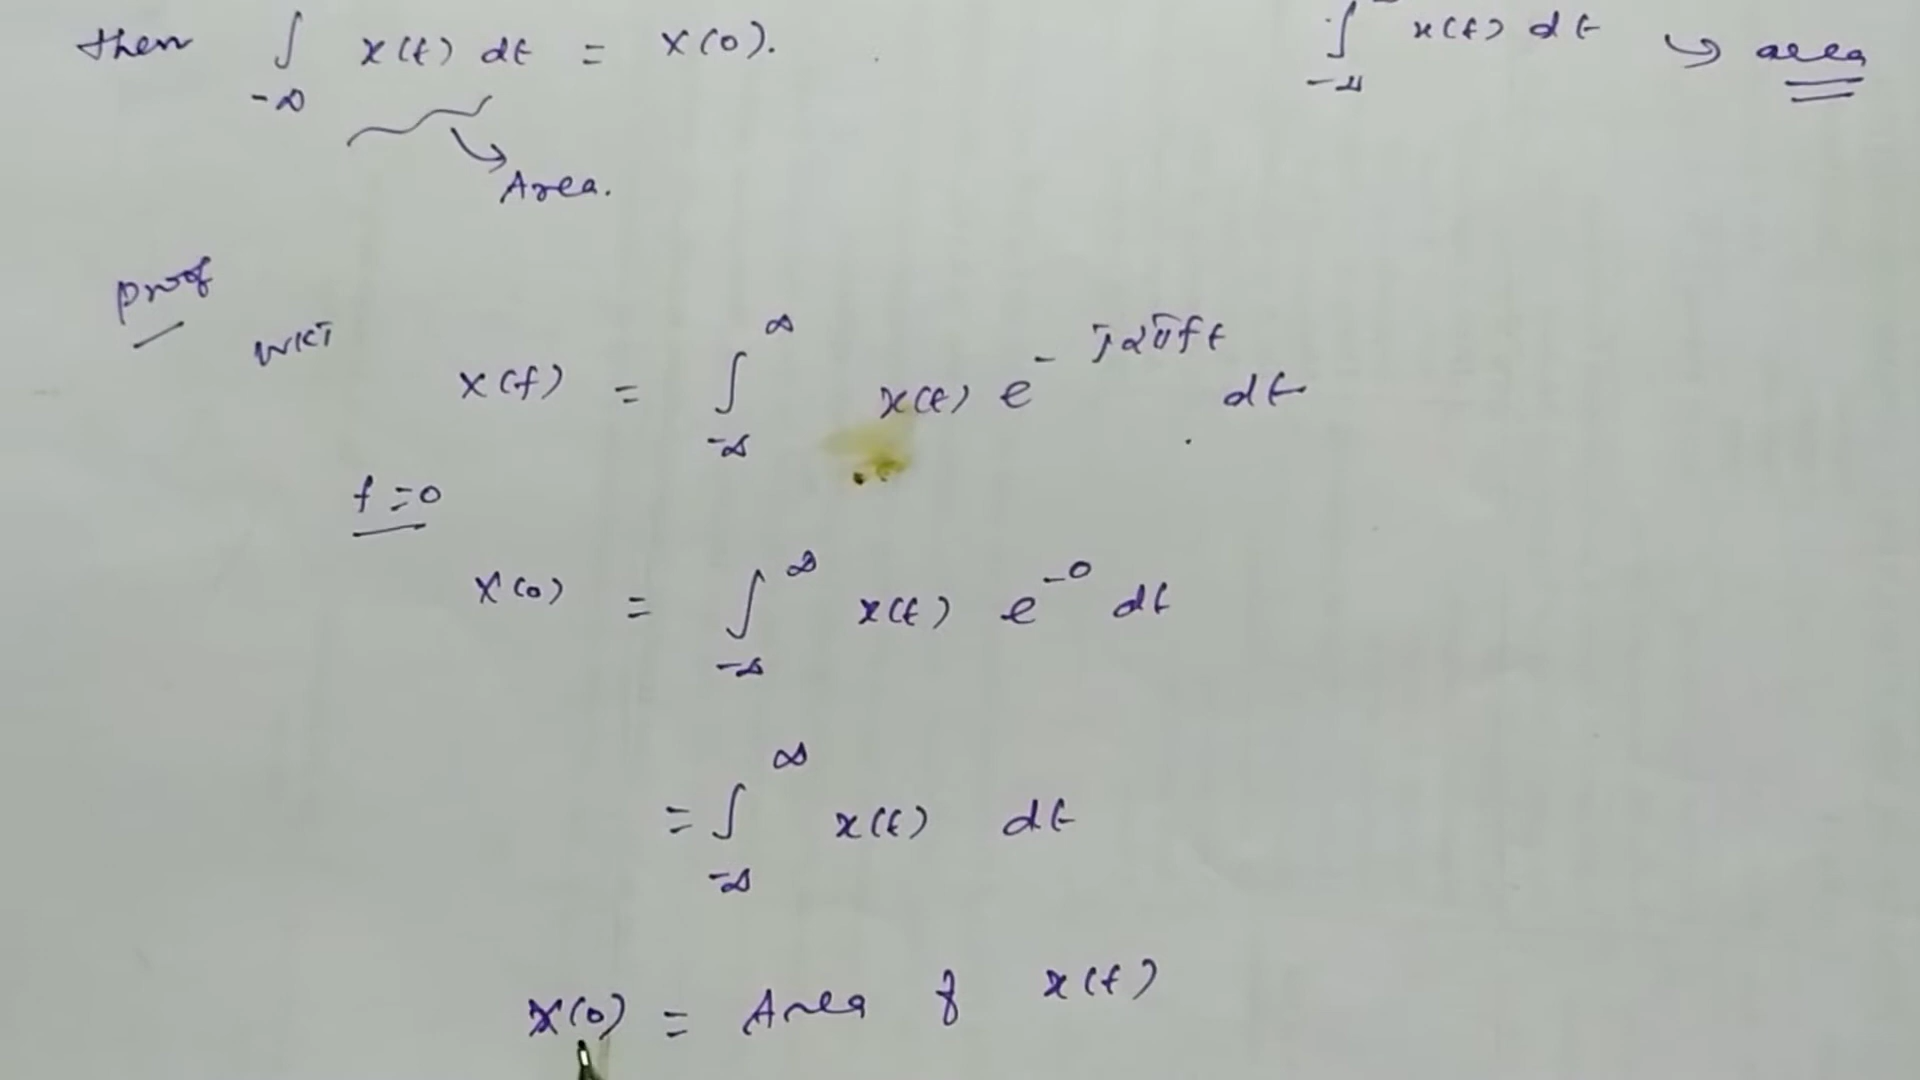 then ∫ x(t) dt = X(0).
-∞
Area.
∫ x(t) dt ↪ area
-∞
Proof
WKT
X(f) = ∫_{-∞}^{∞} x(t) e^{-j2πft} dt
f=0
X(0) = ∫_{-∞}^{∞} x(t) e^{-0} dt
= ∫_{-∞}^{∞} x(t) dt
X(0) = Area of x(t)